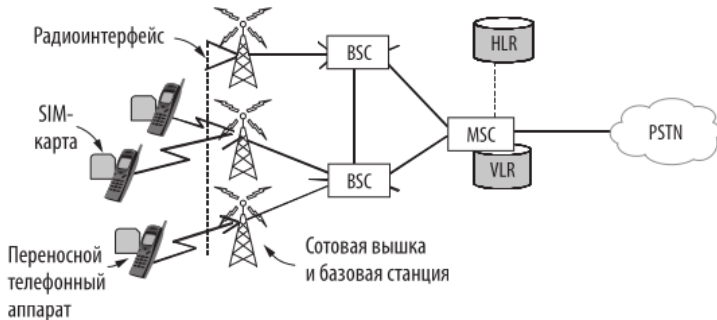 Радиоинтерфейс
BSC
HLR
SIM-
карта
MSC
PSTN
BSC
VLR
Переносной
телефонный
аппарат
Сотовая вышка
и базовая станция